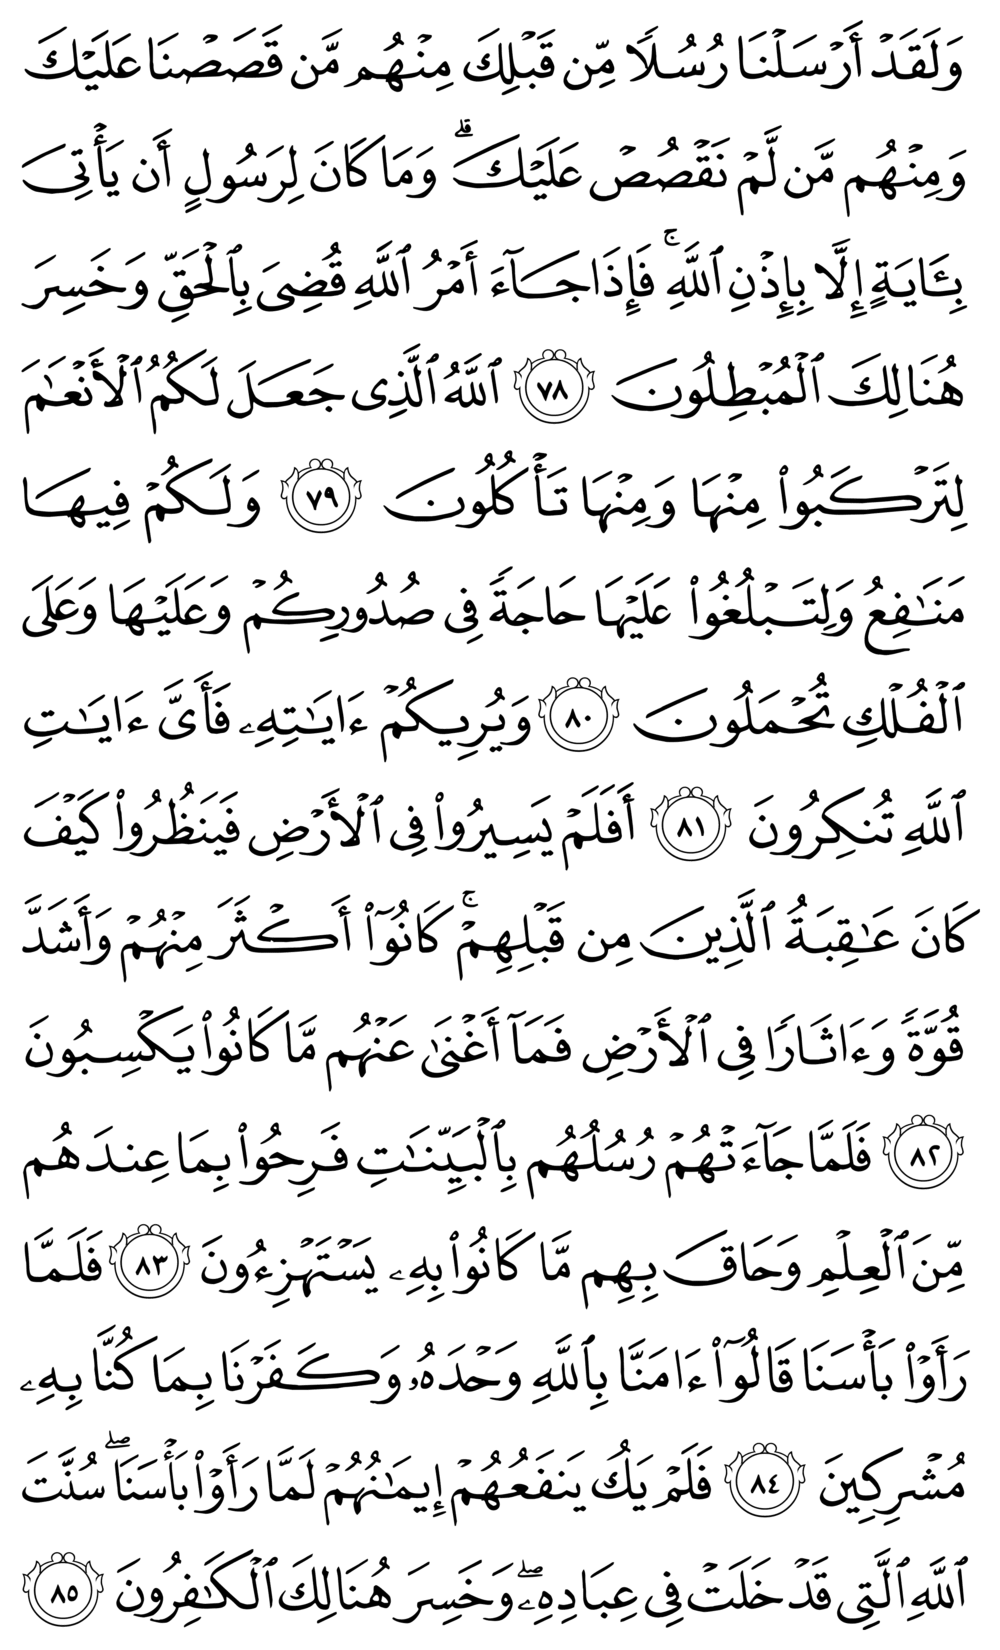 وَلَقَدۡ أَرۡسَلۡنَا رُسُلٗا مِّن قَبۡلِكَ مِنۡهُم مَّن قَصَصۡنَا عَلَيۡكَ
وَمِنۡهُم مَّن لَّمۡ نَقۡصُصۡ عَلَيۡكَۗ وَمَا كَانَ لِرَسُولٍ أَن يَأۡتِيَ
بِـَٔايَةٍ إِلَّا بِإِذۡنِ ٱللَّهِۚ فَإِذَا جَآءَ أَمۡرُ ٱللَّهِ قُضِيَ بِٱلۡحَقِّ وَخَسِرَ
هُنَالِكَ ٱلۡمُبۡطِلُونَ ٧٨ ٱللَّهُ ٱلَّذِي جَعَلَ لَكُمُ ٱلۡأَنۡعَٰمَ
لِتَرۡكَبُواْ مِنۡهَا وَمِنۡهَا تَأۡكُلُونَ ٧٩ وَلَكُمۡ فِيهَا
مَنَٰفِعُ وَلِتَبۡلُغُواْ عَلَيۡهَا حَاجَةٗ فِي صُدُورِكُمۡ وَعَلَيۡهَا وَعَلَى
ٱلۡفُلۡكِ تُحۡمَلُونَ ٨٠ وَيُرِيكُمۡ ءَايَٰتِهِۦ فَأَيَّ ءَايَٰتِ
ٱللَّهِ تُنكِرُونَ ٨١ أَفَلَمۡ يَسِيرُواْ فِي ٱلۡأَرۡضِ فَيَنظُرُواْ كَيۡفَ
كَانَ عَٰقِبَةُ ٱلَّذِينَ مِن قَبۡلِهِمۡۚ كَانُوٓاْ أَكۡثَرَ مِنۡهُمۡ وَأَشَدَّ
قُوَّةٗ وَءَاثَارٗا فِي ٱلۡأَرۡضِ فَمَآ أَغۡنَىٰ عَنۡهُم مَّا كَانُواْ يَكۡسِبُونَ
٨٢ فَلَمَّا جَآءَتۡهُمۡ رُسُلُهُم بِٱلۡبَيِّنَٰتِ فَرِحُواْ بِمَا عِندَهُم
مِّنَ ٱلۡعِلۡمِ وَحَاقَ بِهِم مَّا كَانُواْ بِهِۦ يَسۡتَهۡزِءُونَ ٨٣ فَلَمَّا
رَأَوۡاْ بَأۡسَنَا قَالُوٓاْ ءَامَنَّا بِٱللَّهِ وَحۡدَهُۥ وَكَفَرۡنَا بِمَا كُنَّا بِهِۦ
مُشۡرِكِينَ ٨٤ فَلَمۡ يَكُ يَنفَعُهُمۡ إِيمَٰنُهُمۡ لَمَّا رَأَوۡاْ بَأۡسَنَاۖ سُنَّتَ
ٱللَّهِ ٱلَّتِي قَدۡ خَلَتۡ فِي عِبَادِهِۦۖ وَخَسِرَ هُنَالِكَ ٱلۡكَٰفِرُونَ ٨٥